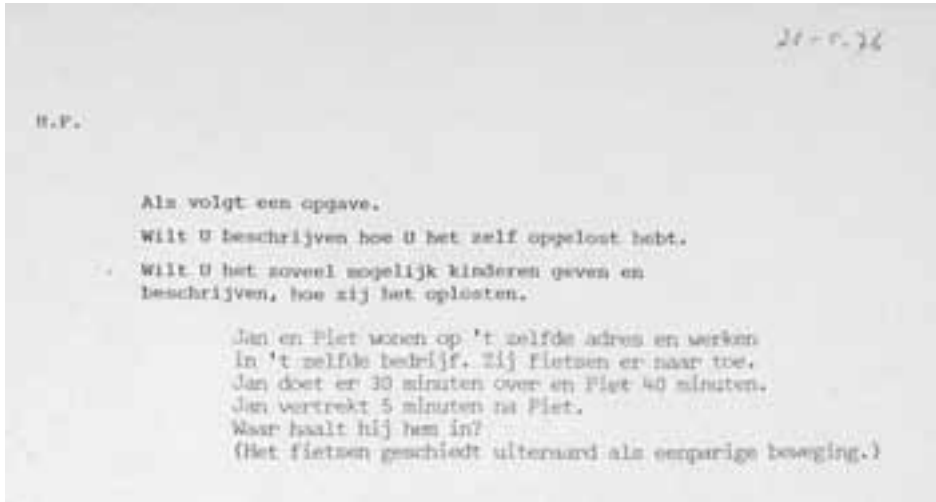 H.F.
Als volgt een opgave.
Wilt U beschrijven hoe U het zelf opgelost hebt.
Wilt U het zoveel mogelijk kinderen geven en
beschrijven, hoe zij het oplosten.
Jan en Piet wonen op 't zelfde adres en werken
in 't zelfde bedrijf. Zij fietsen er naar toe.
Jan doet er 30 minuten over en Piet 40 minuten.
Jan vertrekt 5 minuten na Piet.
Waar haalt hij hem in?
(Het fietsen geschiedt uiteraard als eenparige beweging.)